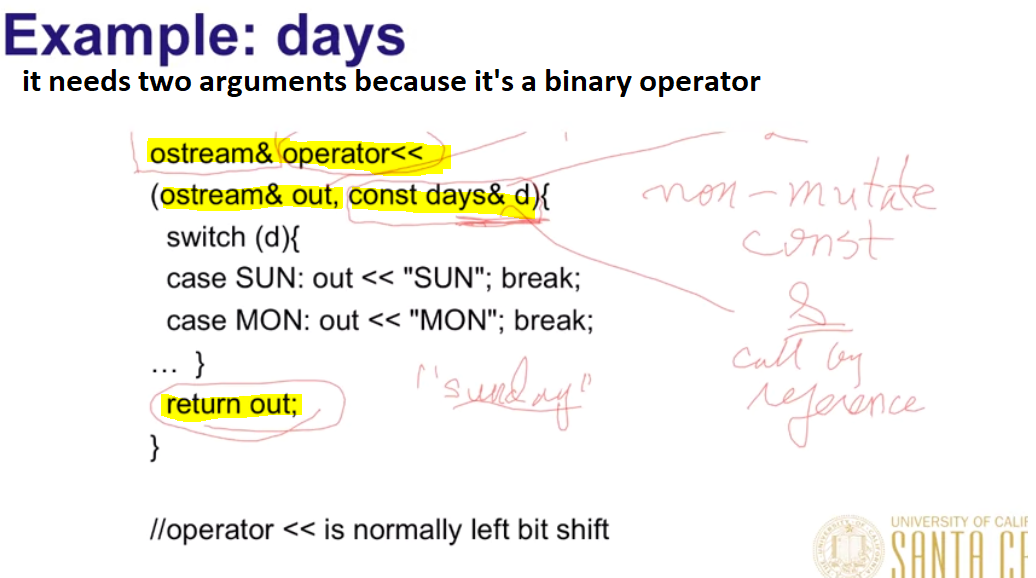 Example: days
it needs two arguments because it's a binary operator
ostream& operator<<
(ostream& out, const days& d){
switch (d){
case SUN: out << "SUN"; break;
case MON: out << "MON"; break;
... }
return out;
}
//operator << is normally left bit shift
non-mutate
const
&
call by
reference
"sunday"
UNIVERSITY OF CALIF
SANTA